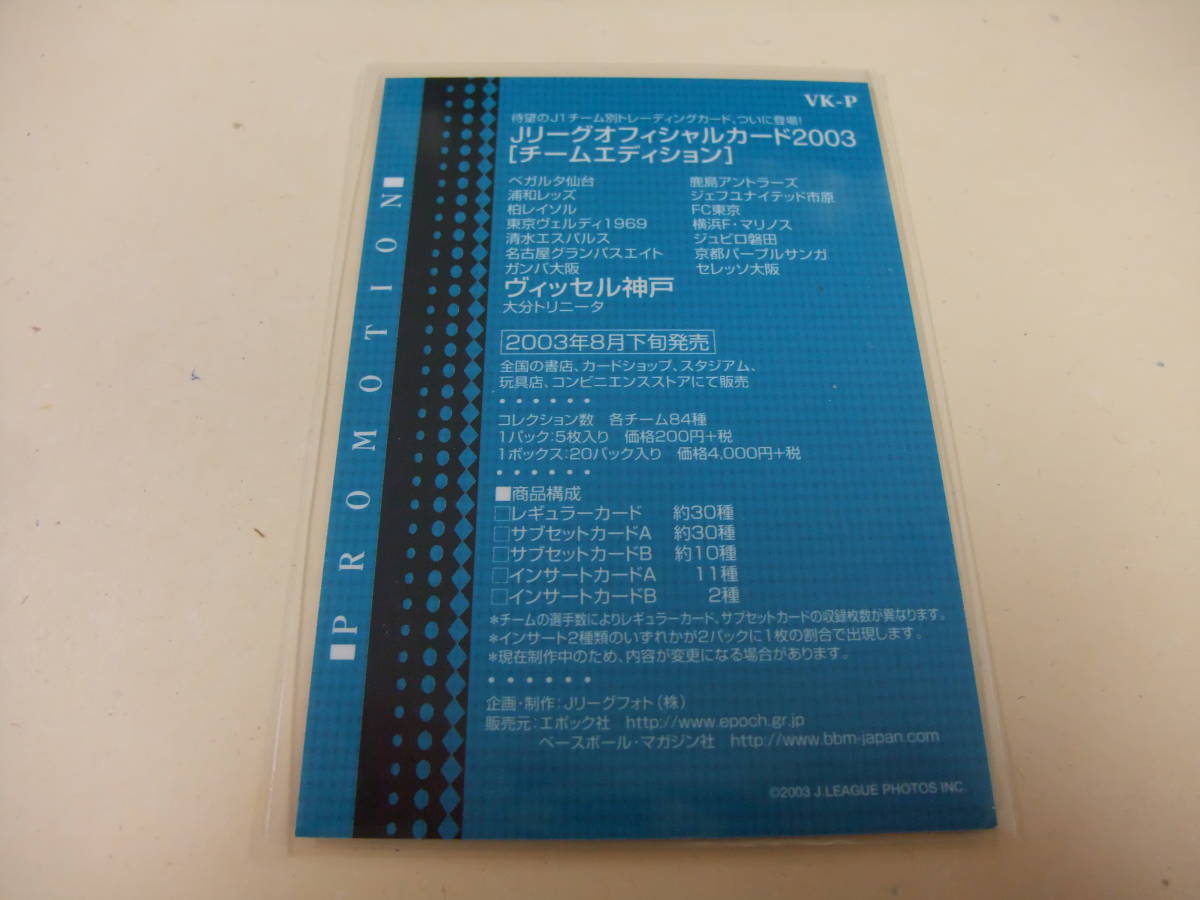 VK-P
待望のJ1チーム別トレーディングカード、ついに登場!
Jリーグオフィシャルカード2003
[チームエディション]
ベガルタ仙台 鹿島アントラーズ
浦和レッズ ジェフユナイテッド市原
柏レイソル FC東京
東京ヴェルディ1969 横浜F・マリノス
清水エスパルス ジュビロ磐田
名古屋グランパスエイト 京都パープルサンガ
ガンバ大阪 セレッソ大阪
ヴィッセル神戸
大分トリニータ
2003年8月下旬発売
全国の書店、カードショップ、スタジアム、
玩具店、コンビニエンスストアにて販売
コレクション数 各チーム84種
1パック:5枚入り 価格200円+税
1ボックス:20パック入り 価格4,000円+税
■商品構成
□レギュラーカード 約30種
□サブセットカードA 約30種
□サブセットカードB 約10種
□インサートカードA 11種
□インサートカードB 2種
*チームの選手数によりレギュラーカード、サブセットカードの収録枚数が異なります。
*インサート2種類のいずれかが2パックに1枚の割合で出現します。
*現在制作中のため、内容が変更になる場合があります。
企画・制作:Jリーグフォト(株)
販売元:エポック社 http://www.epoch.gr.jp
ベースボール・マガジン社 http://www.bbm-japan.com
©2003 J.LEAGUE PHOTOS INC.
■PROMOTION■